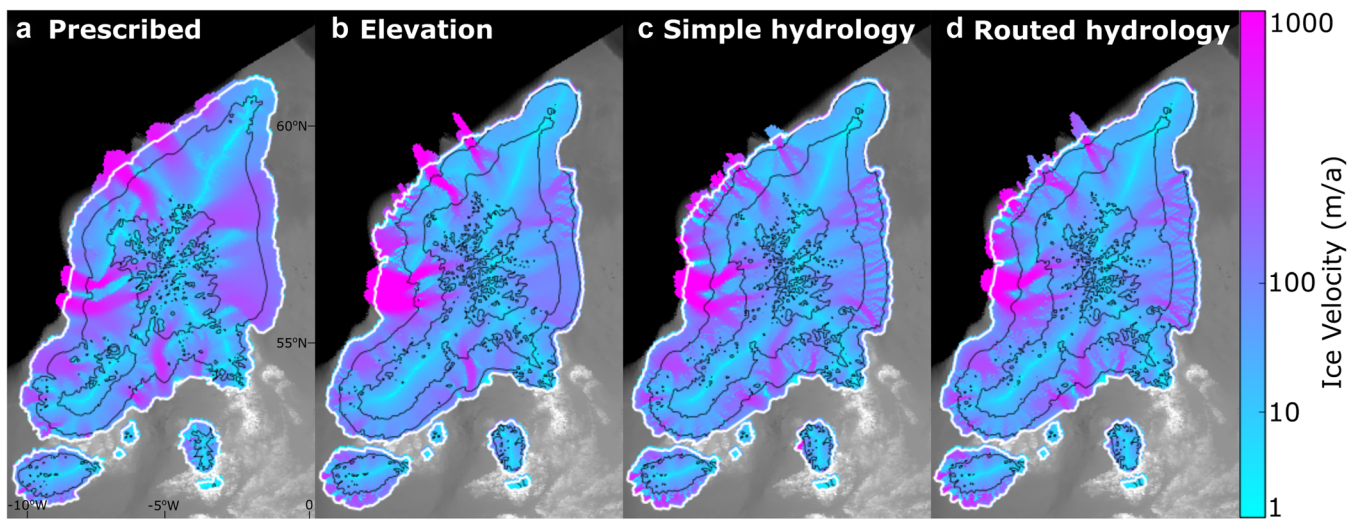 a Prescribed
b Elevation
c Simple hydrology
d Routed hydrology
1000
100
10
1
Ice Velocity (m/a)
60°N
55°N
-10°W
-5°W
0